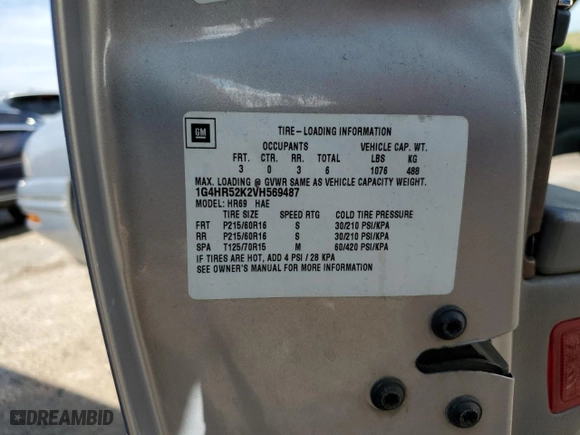 GM
TIRE-LOADING INFORMATION
OCCUPANTS VEHICLE CAP. WT.
FRT. CTR. RR. TOTAL LBS KG
3 0 3 6 1076 488
MAX. LOADING @ GVWR SAME AS VEHICLE CAPACITY WEIGHT.
1G4HR52K2VH569487
MODEL: HR69 HAE
TIRE SIZE SPEED RTG COLD TIRE PRESSURE
FRT P215/60R16 S 30/210 PSI/KPA
RR P215/60R16 S 30/210 PSI/KPA
SPA T125/70R15 M 60/420 PSI/KPA
IF TIRES ARE HOT, ADD 4 PSI / 28 KPA
SEE OWNER'S MANUAL FOR MORE INFORMATION
DREAMBID